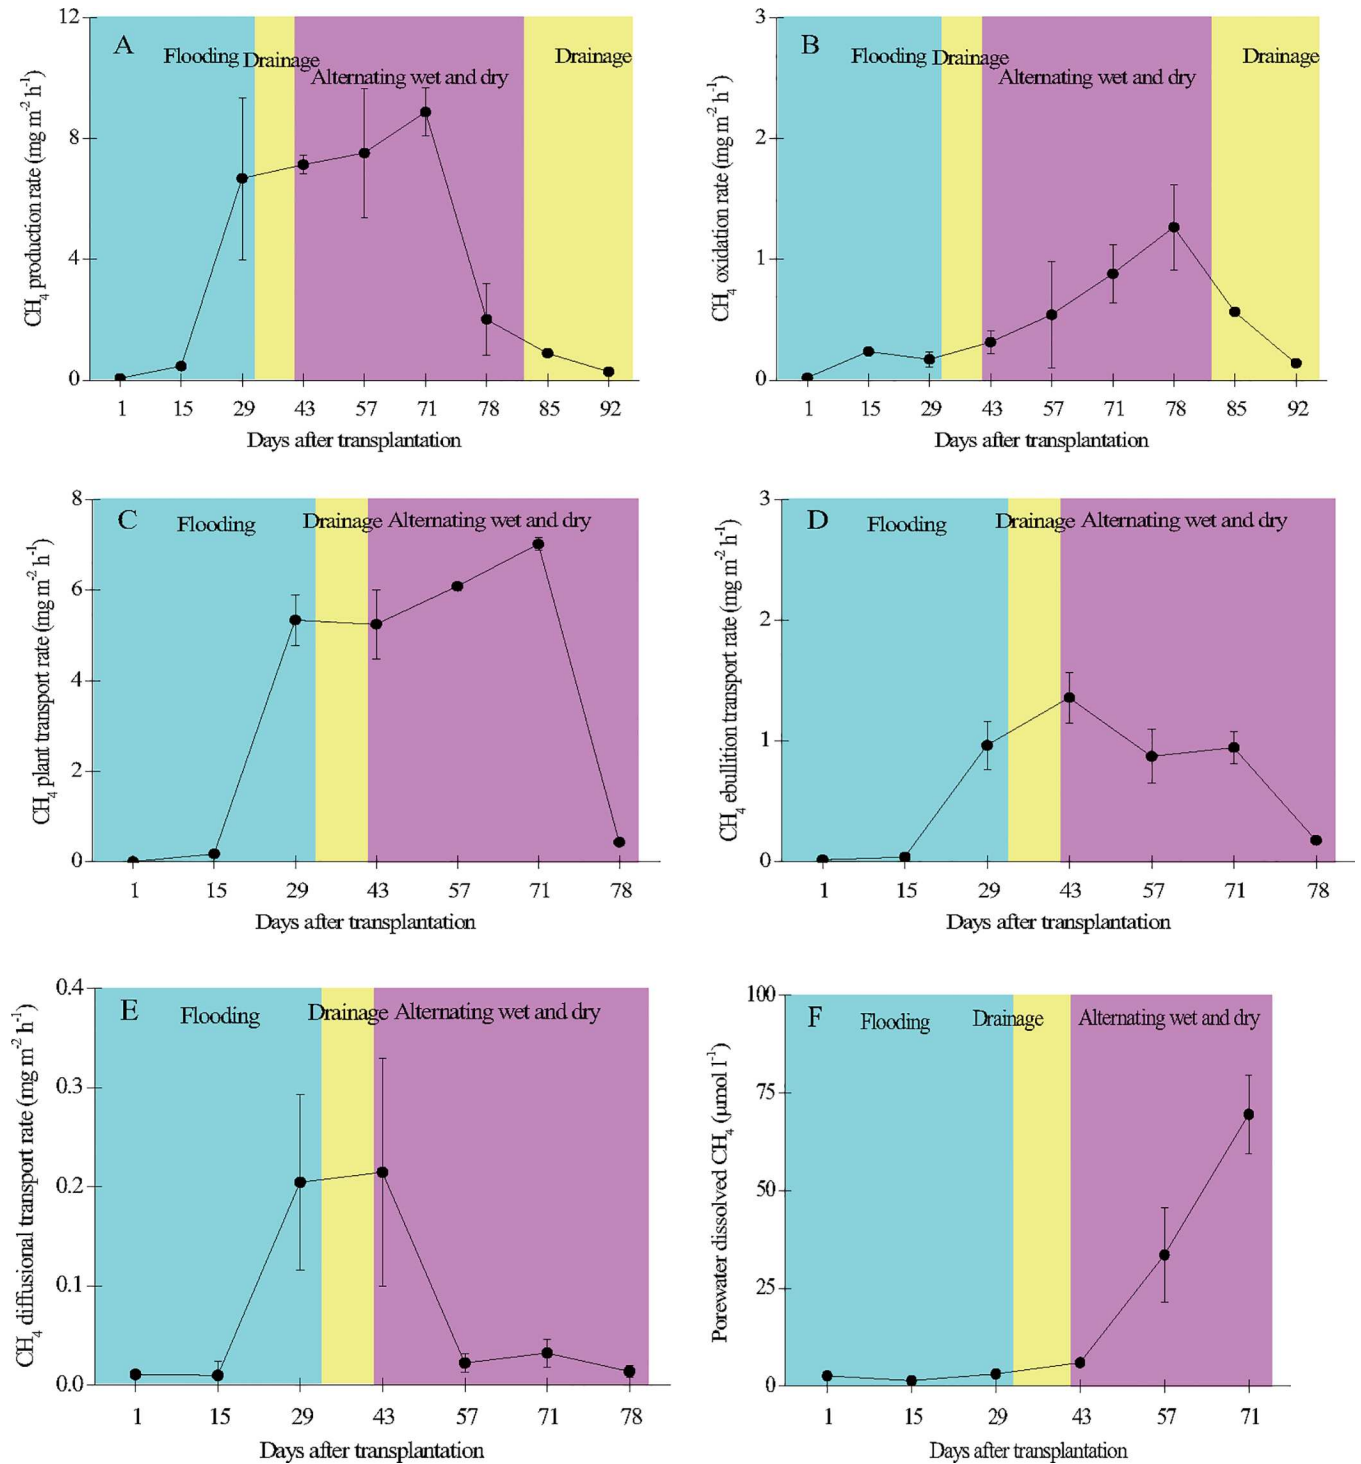 A
Flooding
Drainage
Alternating wet and dry
Drainage
12
8
4
0
CH4 production rate (mg m-2 h-1)
1 15 29 43 57 71 78 85 92
Days after transplantation
B
Flooding
Drainage
Alternating wet and dry
Drainage
3
2
1
0
CH4 oxidation rate (mg m-2 h-1)
1 15 29 43 57 71 78 85 92
Days after transplantation
C
Flooding
Drainage
Alternating wet and dry
8
6
4
2
0
CH4 plant transport rate (mg m-2 h-1)
1 15 29 43 57 71 78
Days after transplantation
D
Flooding
Drainage
Alternating wet and dry
3
2
1
0
CH4 ebullition transport rate (mg m-2 h-1)
1 15 29 43 57 71 78
Days after transplantation
E
Flooding
Drainage
Alternating wet and dry
0.4
0.3
0.2
0.1
0.0
CH4 diffusional transport rate (mg m-2 h-1)
1 15 29 43 57 71 78
Days after transplantation
F
Flooding
Drainage
Alternating wet and dry
100
75
50
25
0
Porewater dissolved CH4 (μmol l-1)
1 15 29 43 57 71
Days after transplantation